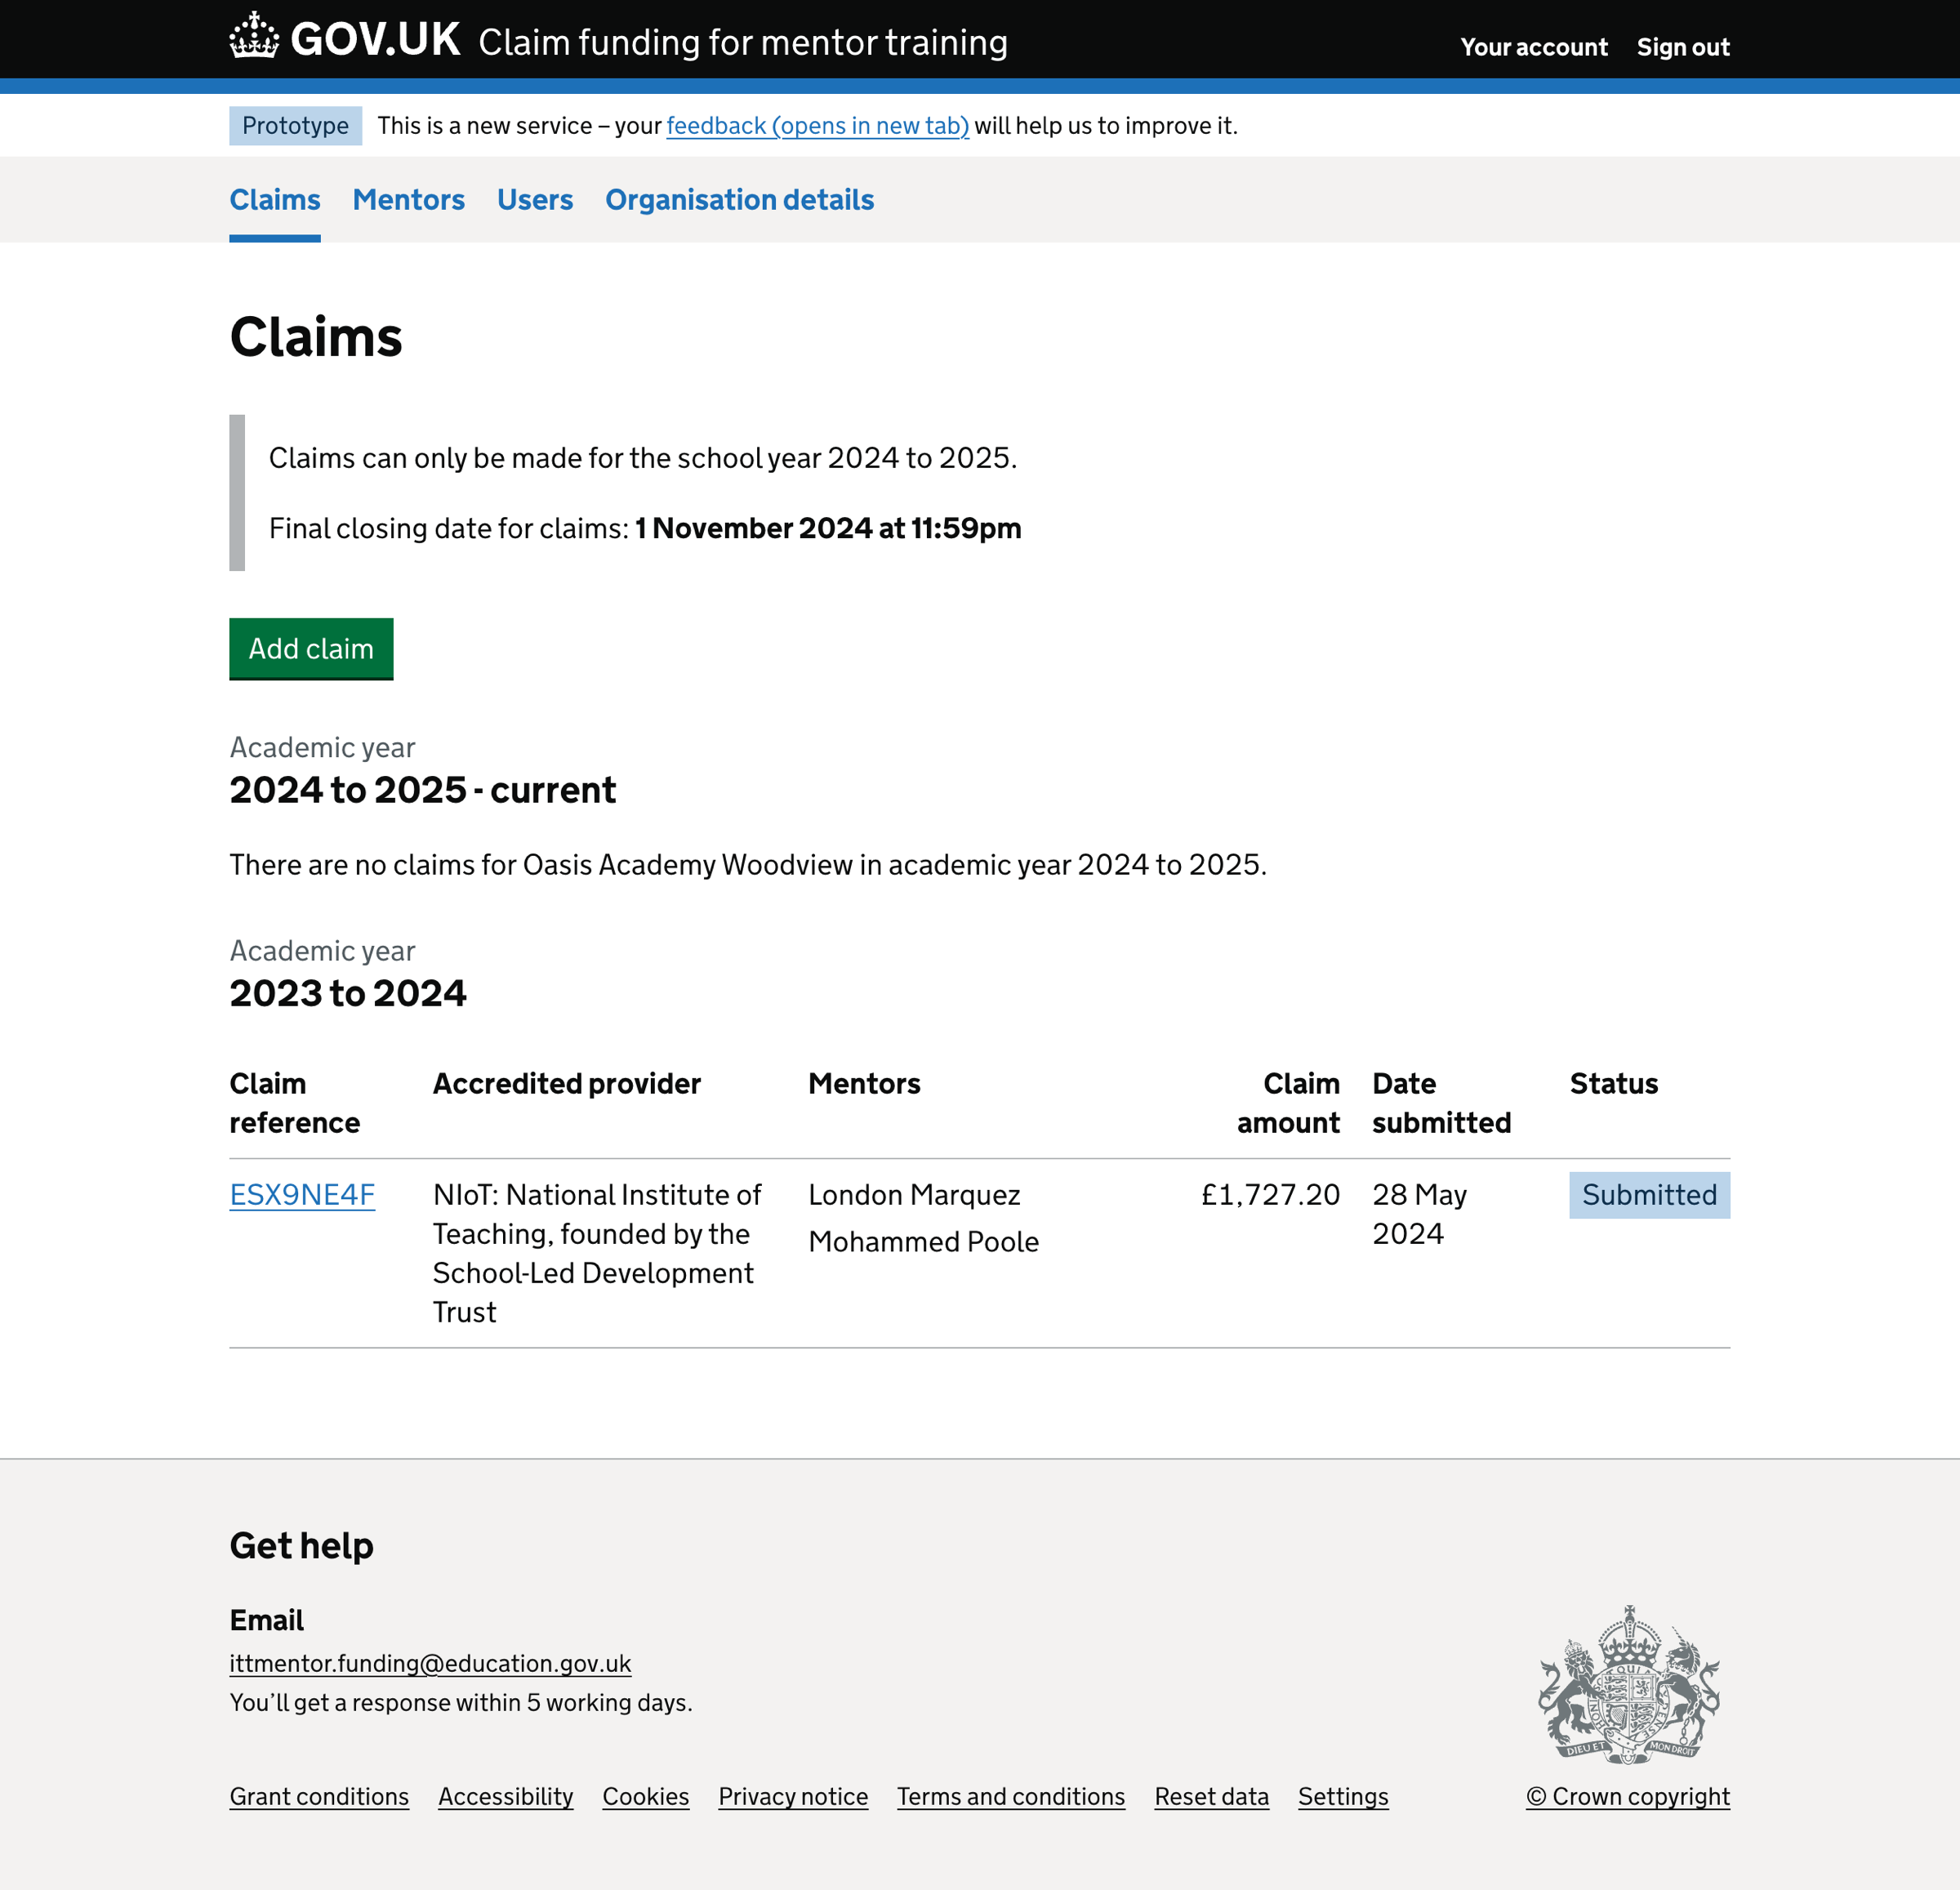 GOV.UK Claim funding for mentor training
Your account Sign out
Prototype This is a new service – your feedback (opens in new tab) will help us to improve it.
Claims Mentors Users Organisation details
Claims
Claims can only be made for the school year 2024 to 2025.
Final closing date for claims: 1 November 2024 at 11:59pm
Add claim
Academic year
2024 to 2025 - current
There are no claims for Oasis Academy Woodview in academic year 2024 to 2025.
Academic year
2023 to 2024
Claim reference
Accredited provider
Mentors
Claim amount
Date submitted
Status
ESX9NE4F
NIoT: National Institute of
Teaching, founded by the
School-Led Development
Trust
London Marquez
Mohammed Poole
£1,727.20
28 May
2024
Submitted
Get help
Email
ittmentor.funding@education.gov.uk
You’ll get a response within 5 working days.
DIEU ET MON DROIT
Grant conditions Accessibility Cookies Privacy notice Terms and conditions Reset data Settings
© Crown copyright